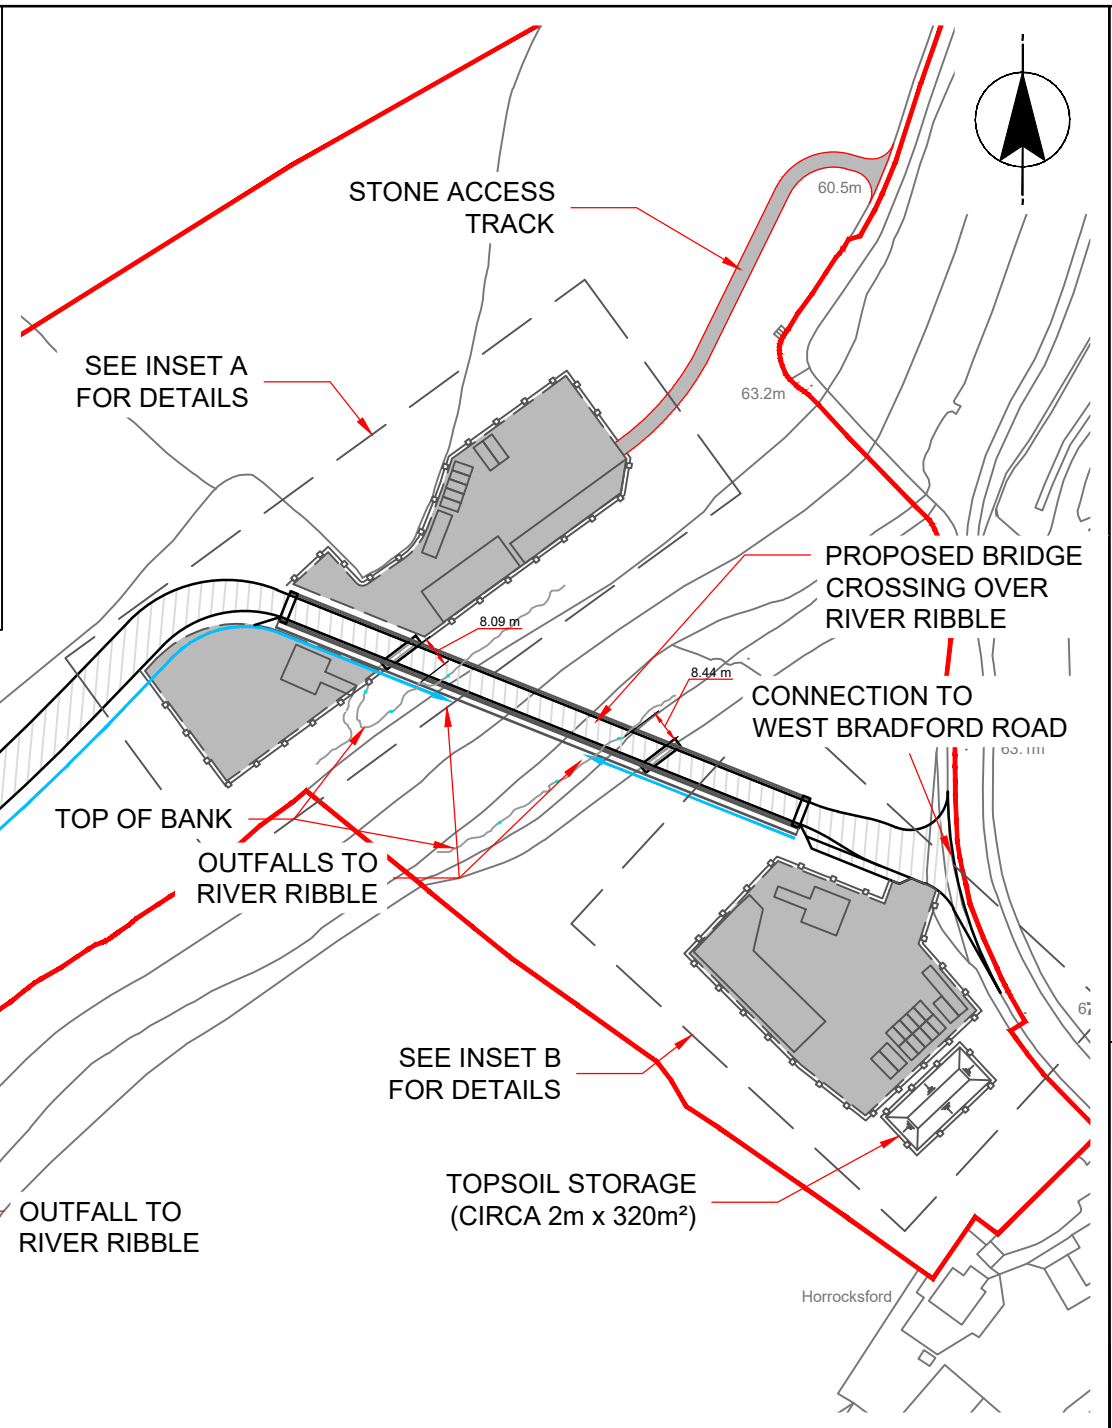 STONE ACCESS
TRACK
60.5m
SEE INSET A
FOR DETAILS
63.2m
PROPOSED BRIDGE
CROSSING OVER
RIVER RIBBLE
8.09 m
8.44 m
CONNECTION TO
WEST BRADFORD ROAD
63.1m
TOP OF BANK
OUTFALLS TO
RIVER RIBBLE
SEE INSET B
FOR DETAILS
TOPSOIL STORAGE
(CIRCA 2m x 320m²)
OUTFALL TO
RIVER RIBBLE
Horrocksford